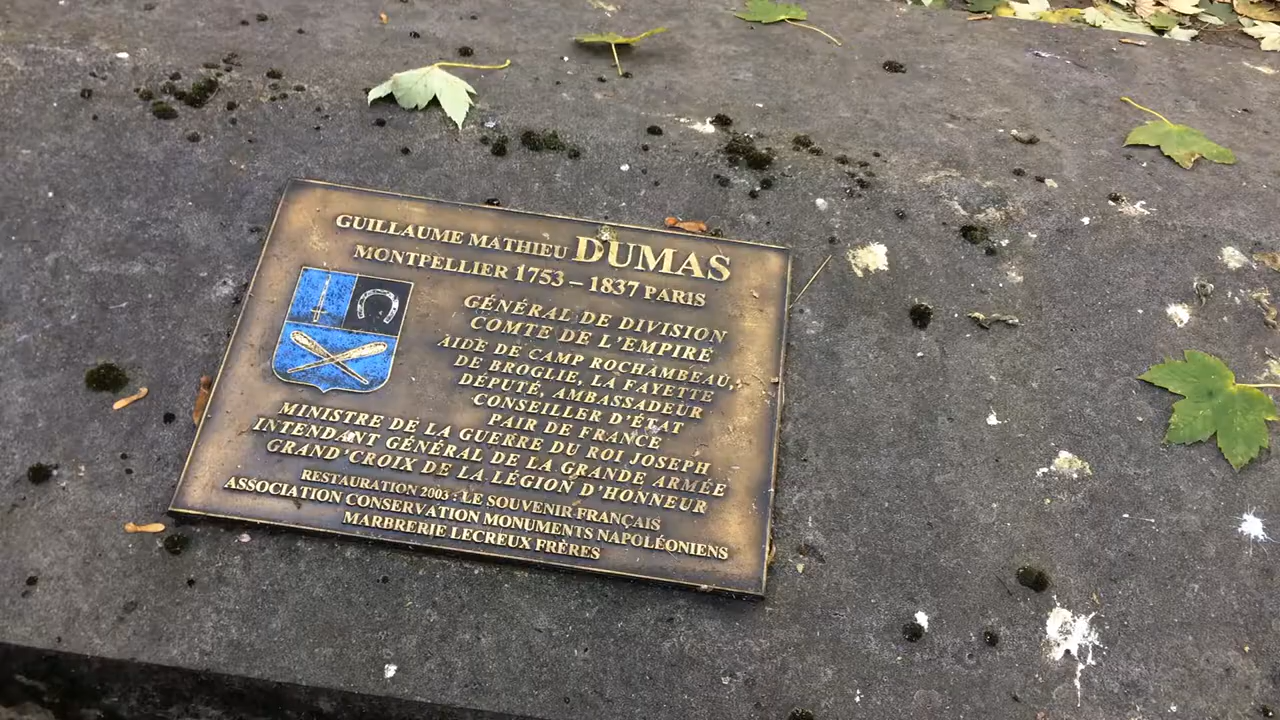 GUILLAUME MATHIEU DUMAS
MONTPELLIER 1753 – 1837 PARIS
GÉNÉRAL DE DIVISION
COMTE DE L'EMPIRE
AIDE DE CAMP ROCHAMBEAU,
DE BROGLIE, LA FAYETTE
DÉPUTÉ, AMBASSADEUR
CONSEILLER D'ÉTAT
PAIR DE FRANCE
MINISTRE DE LA GUERRE DU ROI JOSEPH
INTENDANT GÉNÉRAL DE LA GRANDE ARMÉE
GRAND'CROIX DE LA LÉGION D'HONNEUR
RESTAURATION 2003 : LE SOUVENIR FRANÇAIS
ASSOCIATION CONSERVATION MONUMENTS NAPOLÉONIENS
MARBRERIE LECREUX FRÈRES